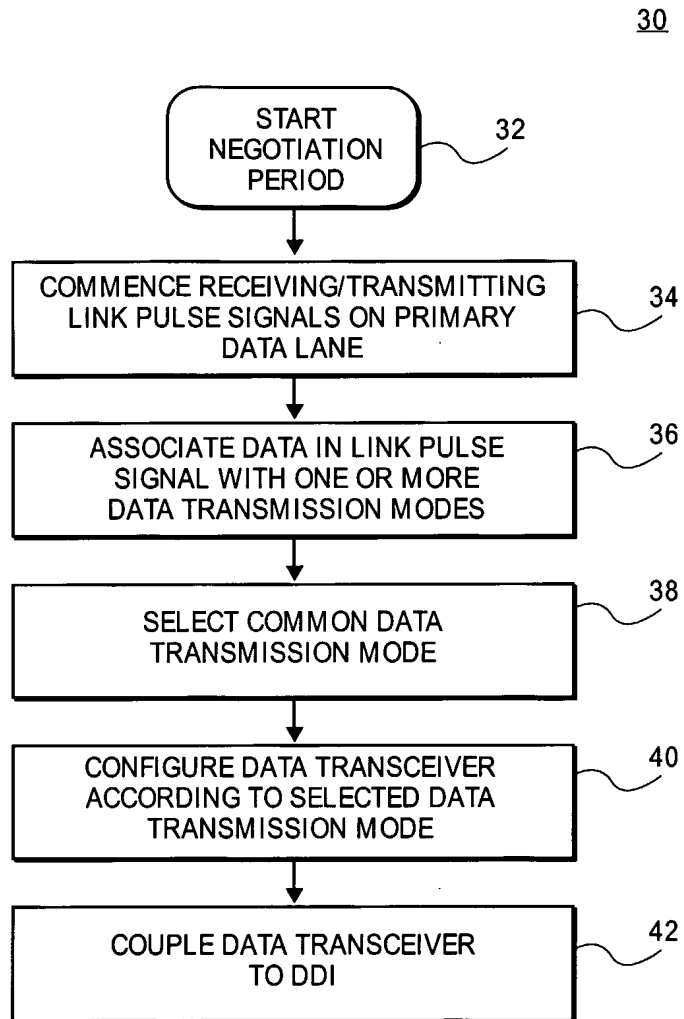 30
START
NEGOTIATION
PERIOD
32
COMMENCE RECEIVING/TRANSMITTING
LINK PULSE SIGNALS ON PRIMARY
DATA LANE
34
ASSOCIATE DATA IN LINK PULSE
SIGNAL WITH ONE OR MORE
DATA TRANSMISSION MODES
36
SELECT COMMON DATA
TRANSMISSION MODE
38
CONFIGURE DATA TRANSCEIVER
ACCORDING TO SELECTED DATA
TRANSMISSION MODE
40
COUPLE DATA TRANSCEIVER
TO DDI
42